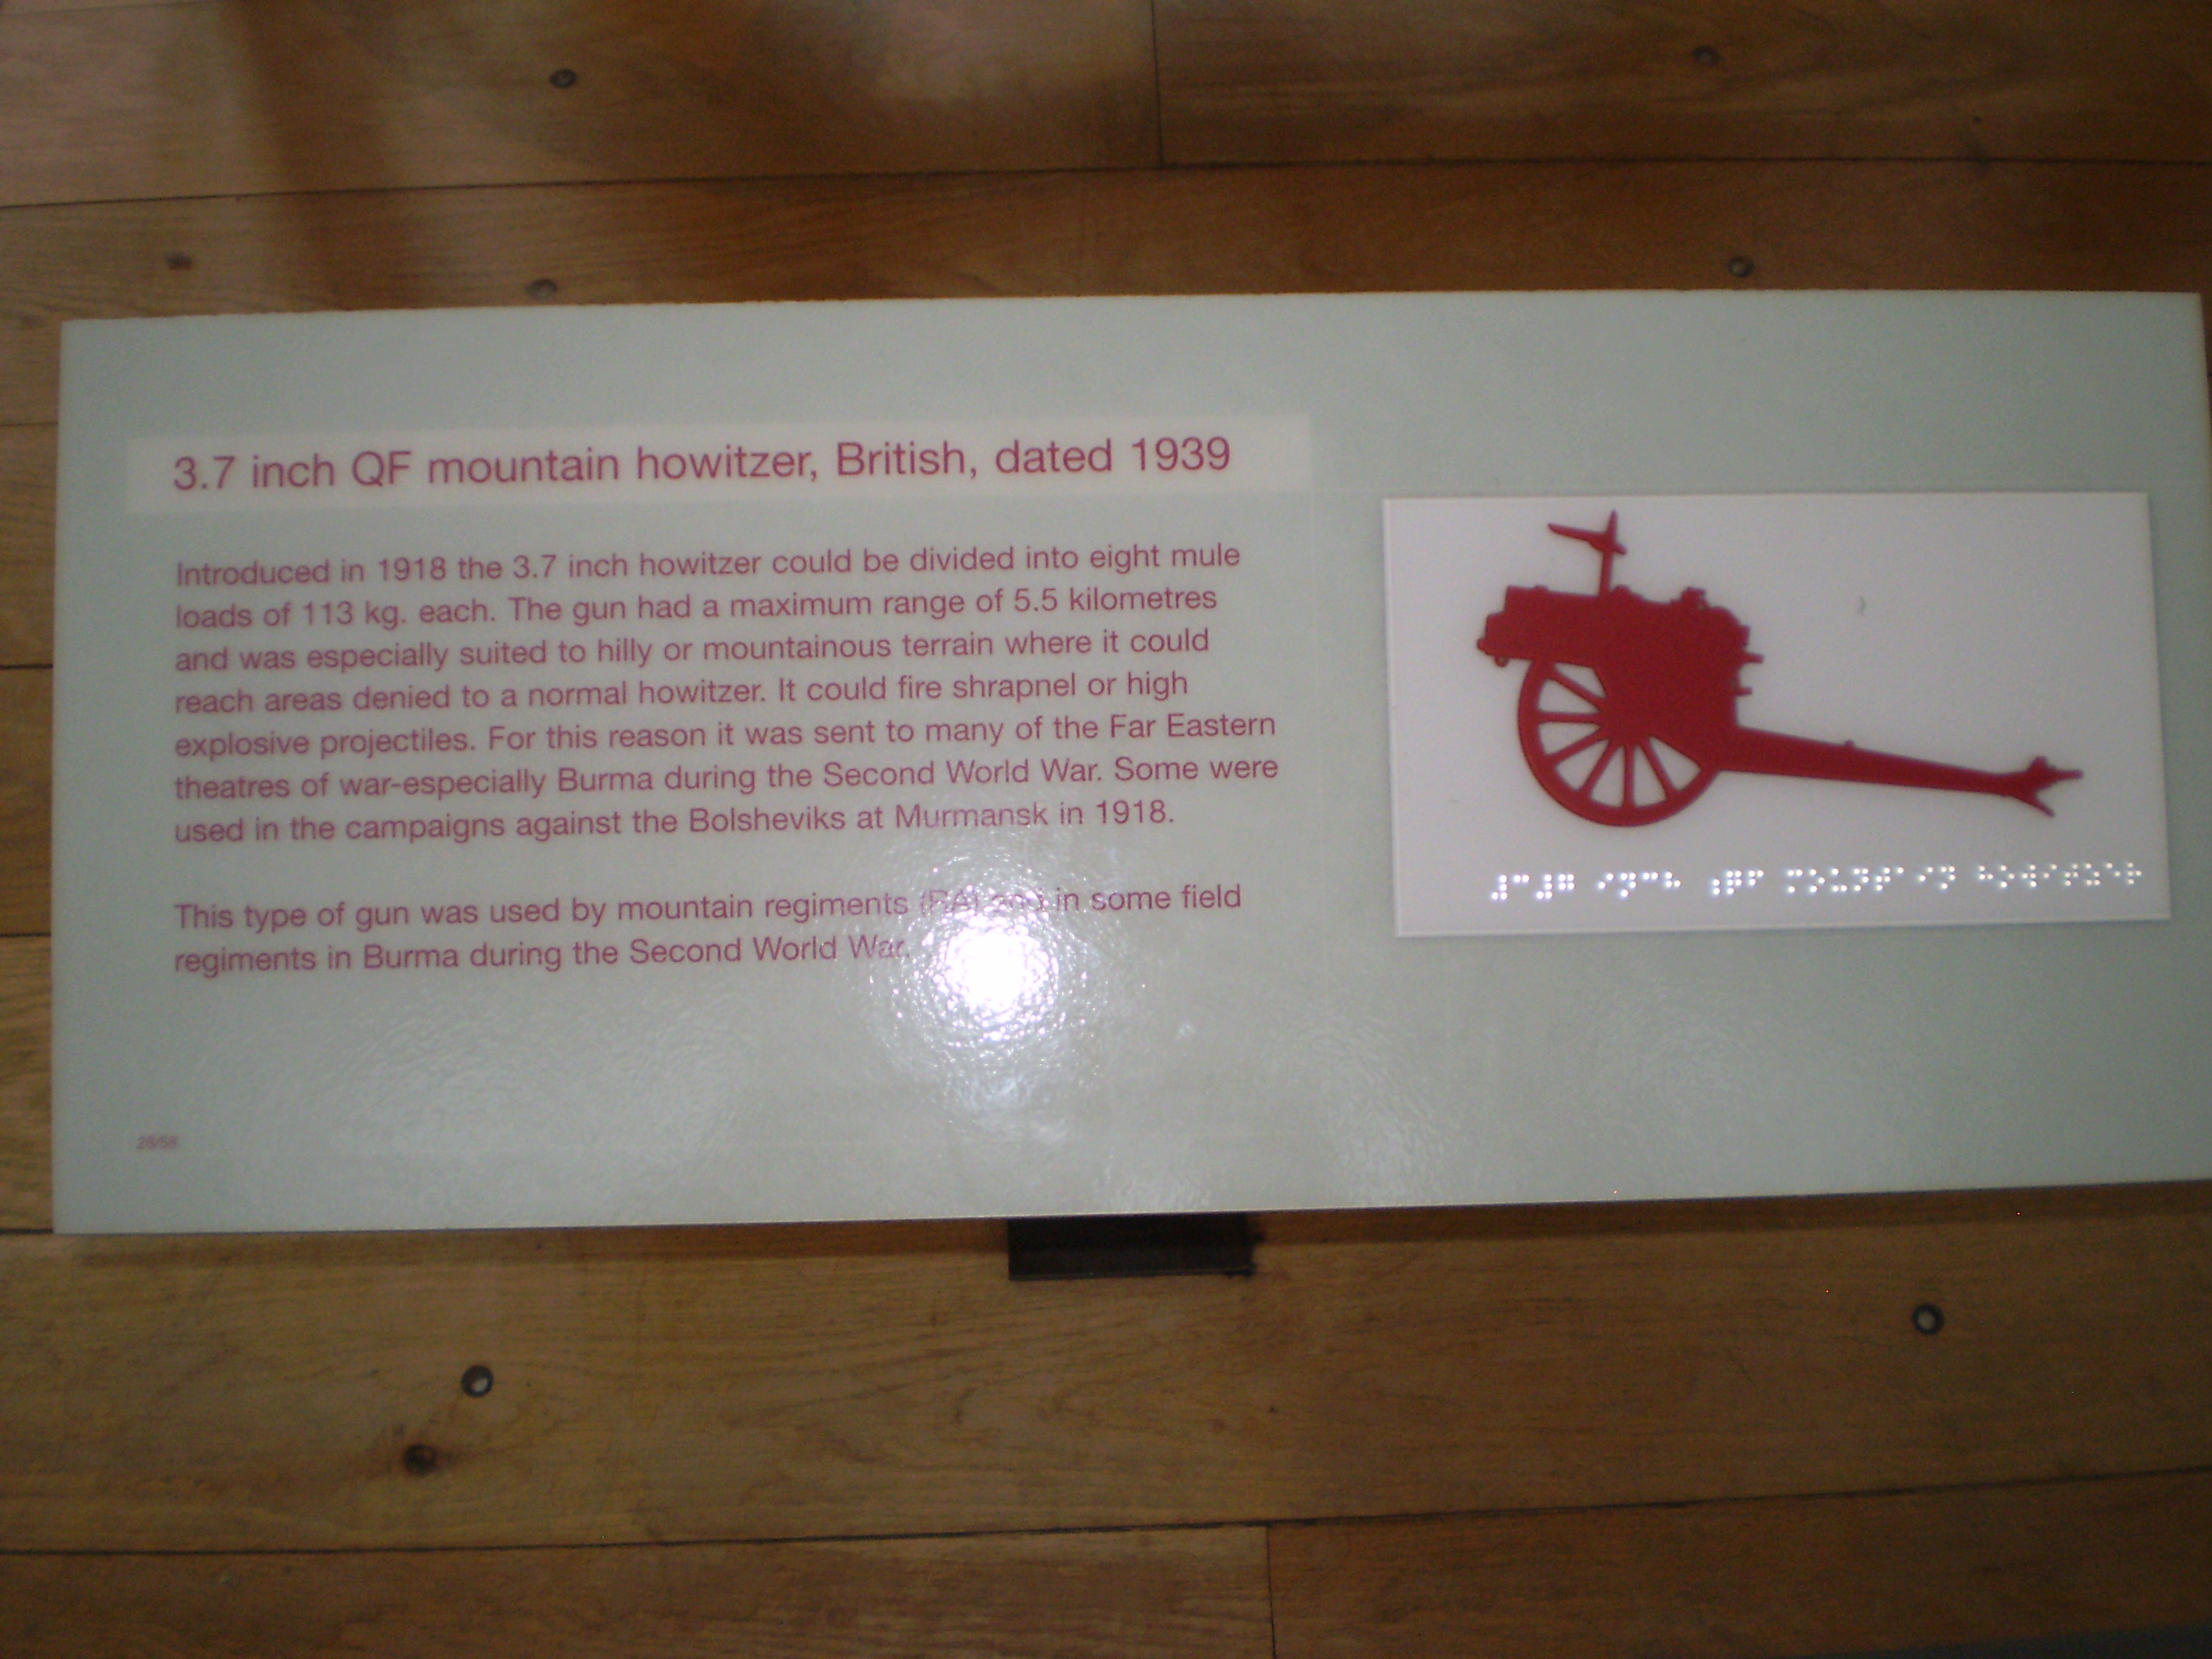 3.7 inch QF mountain howitzer, British, dated 1939
Introduced in 1918 the 3.7 inch howitzer could be divided into eight mule
loads of 113 kg. each. The gun had a maximum range of 5.5 kilometres
and was especially suited to hilly or mountainous terrain where it could
reach areas denied to a normal howitzer. It could fire shrapnel or high
explosive projectiles. For this reason it was sent to many of the Far Eastern
theatres of war-especially Burma during the Second World War. Some were
used in the campaigns against the Bolsheviks at Murmansk in 1918.
This type of gun was used by mountain regiments (RA) and in some field
regiments in Burma during the Second World War.